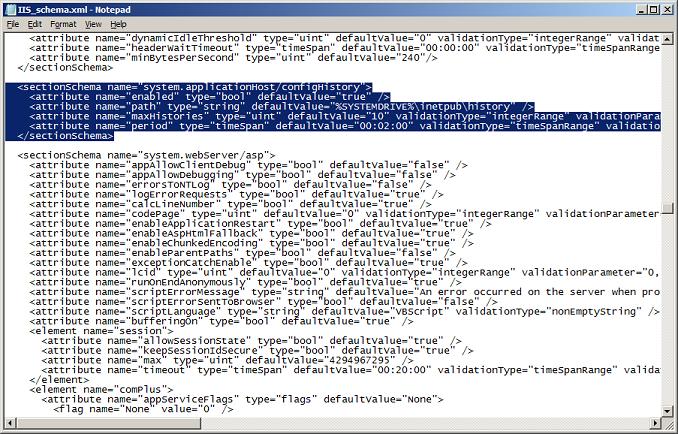 IIS_schema.xml - Notepad
File Edit Format View Help
<attribute name="dynamicIdleThreshold" type="uint" defaultValue="0" validationType="integerRange" validat
<attribute name="headerWaitTimeout" type="timeSpan" defaultValue="00:00:00" validationType="timeSpanRange
<attribute name="minBytesPerSecond" type="uint" defaultValue="240"/>
</sectionSchema>
<sectionSchema name="system.applicationHost/configHistory">
<attribute name="enabled" type="bool" defaultValue="true" />
<attribute name="path" type="string" defaultValue="%SYSTEMDRIVE%\inetpub\history" />
<attribute name="maxHistories" type="uint" defaultValue="10" validationType="integerRange" validationPara
<attribute name="period" type="timeSpan" defaultValue="00:02:00" validationType="timeSpanRange" validatio
</sectionSchema>
<sectionSchema name="system.webServer/asp">
<attribute name="appAllowClientDebug" type="bool" defaultValue="false" />
<attribute name="appAllowDebugging" type="bool" defaultValue="false" />
<attribute name="errorsToNTLog" type="bool" defaultValue="false" />
<attribute name="logErrorRequests" type="bool" defaultValue="true" />
<attribute name="calcLineNumber" type="bool" defaultValue="true" />
<attribute name="codePage" type="uint" defaultValue="0" validationType="integerRange" validationParameter
<attribute name="enableApplicationRestart" type="bool" defaultValue="true" />
<attribute name="enableAspHtmlFallback" type="bool" defaultValue="true" />
<attribute name="enableChunkedEncoding" type="bool" defaultValue="true" />
<attribute name="enableParentPaths" type="bool" defaultValue="false" />
<attribute name="exceptionCatchEnable" type="bool" defaultValue="true" />
<attribute name="lcid" type="uint" defaultValue="0" validationType="integerRange" validationParameter="0,
<attribute name="runOnEndAnonymously" type="bool" defaultValue="true" />
<attribute name="scriptErrorMessage" type="string" defaultValue="An error occurred on the server when pro
<attribute name="scriptErrorSentToBrowser" type="bool" defaultValue="false" />
<attribute name="scriptLanguage" type="string" defaultValue="VBScript" validationType="nonEmptyString" />
<attribute name="bufferingOn" type="bool" defaultValue="true" />
<element name="session">
<attribute name="allowSessionState" type="bool" defaultValue="true" />
<attribute name="keepSessionIdSecure" type="bool" defaultValue="true" />
<attribute name="max" type="uint" defaultValue="4294967295" />
<attribute name="timeout" type="timeSpan" defaultValue="00:20:00" validationType="timeSpanRange" validat
</element>
<element name="comPlus">
<attribute name="appServiceFlags" type="flags" defaultValue="None">
<flag name="None" value="0" />